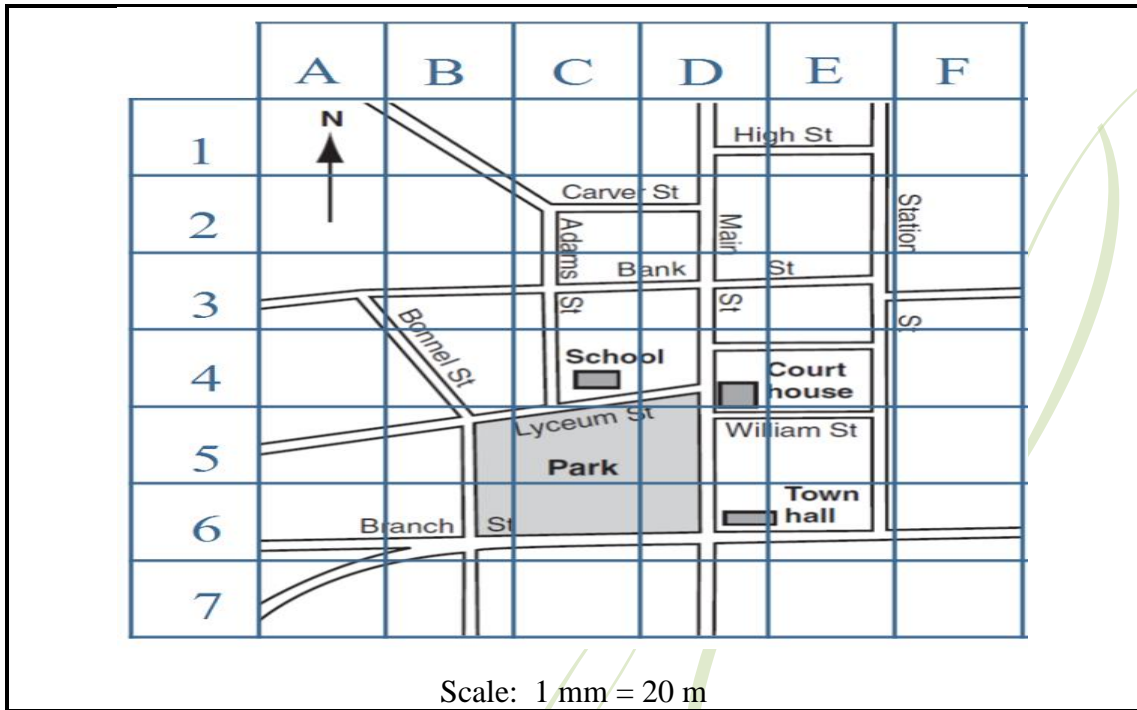 A B C D E F
N
1
High St
2
Carver St
Adams
Main
Station
3
Bank St
St
St
S
Bonnel St
4
School
Court
house
5
Lyceum St
William St
Park
6
Town
hall
Branch St
7
Scale: 1 mm = 20 m